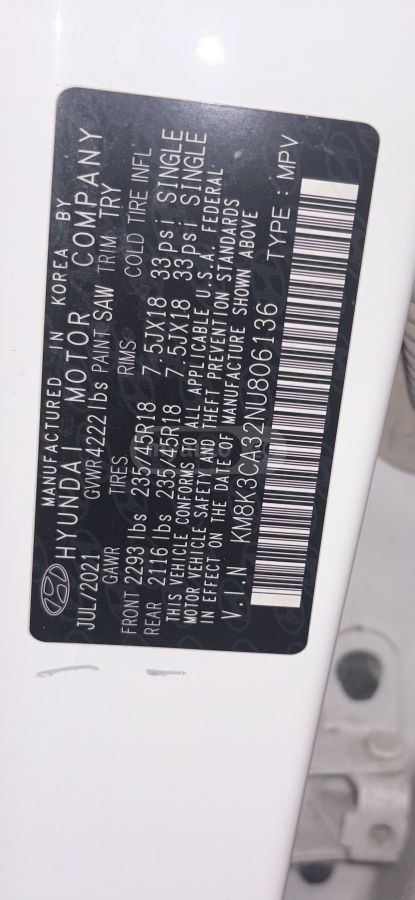 MANUFACTURED IN KOREA BY
HYUNDAI MOTOR COMPANY
JUL/2021 GVWR 4222 lbs PAINT SAW TRIM TRY
GAWR TIRES RMS COLD TIRE INFL
FRONT 2293 lbs 235/45R18 7.5JX18 33psi SINGLE
REAR 2116 lbs 235/45R18 7.5JX18 33psi SINGLE
THIS VEHICLE CONFORMS TO ALL APPLICABLE U.S.A. FEDERAL
MOTOR VEHICLE SAFETY AND THEFT PREVENTION STANDARDS
IN EFFECT ON THE DATE OF MANUFACTURE SHOWN ABOVE
V.I.N KM8K3CA32NU806136 TYPE : MPV